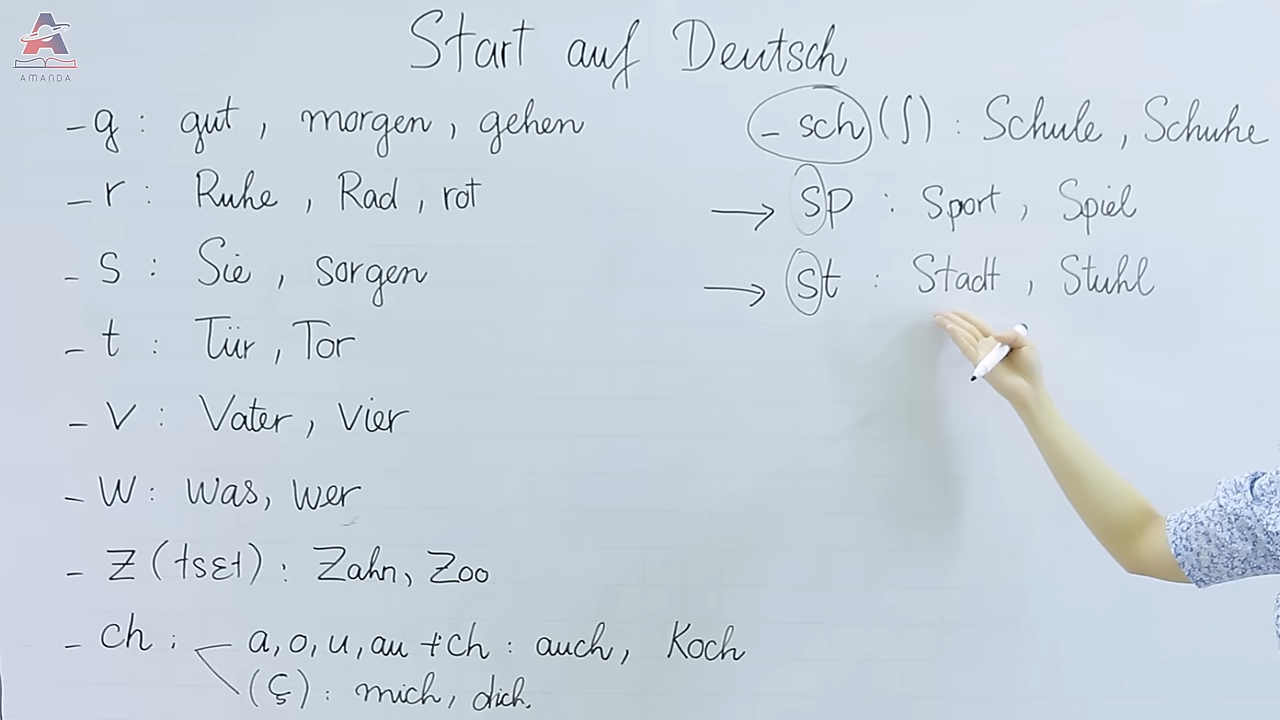 AMANDA
Start auf Deutsch
- g : gut , morgen , gehen
- r : Ruhe , Rad , rot
- s : Sie , sorgen
- t : Tür , Tor
- v : Vater , vier
- w : was, wer
- z (tsɛt) : Zahn, Zoo
- ch : a, o, u, au + ch : auch, Koch
(ç) : mich, dich.
- sch (ʃ) : Schule , Schuhe
→ sp : Sport , Spiel
→ st : Stadt , Stuhl